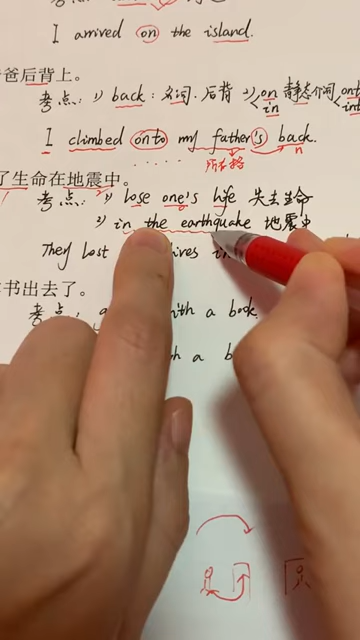 I arrived on the island.
爸后背上。
考点: 1) back: 名词: 后背 2) on 静态介词 onto
in
I climbed onto my father's back.
所有格 n
了生命在地震中。
考点: 1) lose one's life 失去生命
2) in the earthquake 地震中
They lost
书出去了。
考点: with a book
a